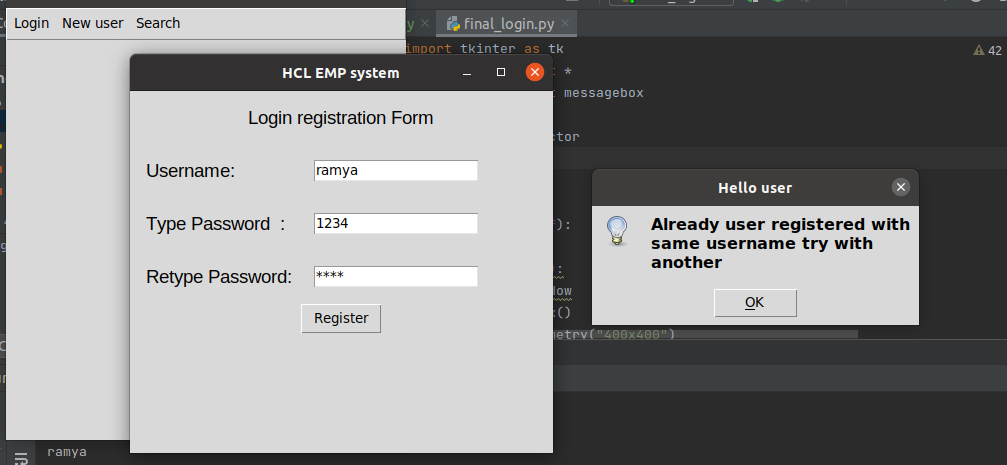 Login New user Search
y × final_login.py ×
import tkinter as tk
t *
t messagebox
ctor
42
HCL EMP system
Login registration Form
Username: ramya
Type Password : 1234
Retype Password: ****
Register
Hello user
Already user registered with
same username try with
another
OK
):
:
dow
()
metry("400x400")
ramya